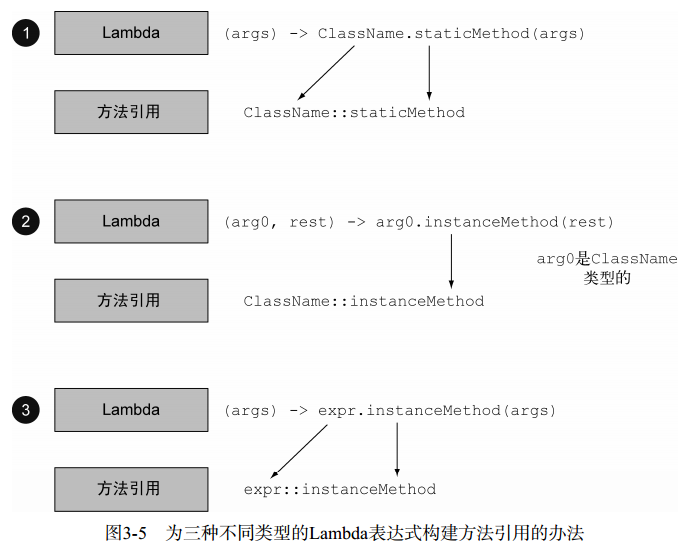 1 Lambda (args) -> ClassName.staticMethod(args)
方法引用 ClassName::staticMethod
2 Lambda (arg0, rest) -> arg0.instanceMethod(rest)
arg0是ClassName
类型的
方法引用 ClassName::instanceMethod
3 Lambda (args) -> expr.instanceMethod(args)
方法引用 expr::instanceMethod
图3-5 为三种不同类型的Lambda表达式构建方法引用的办法